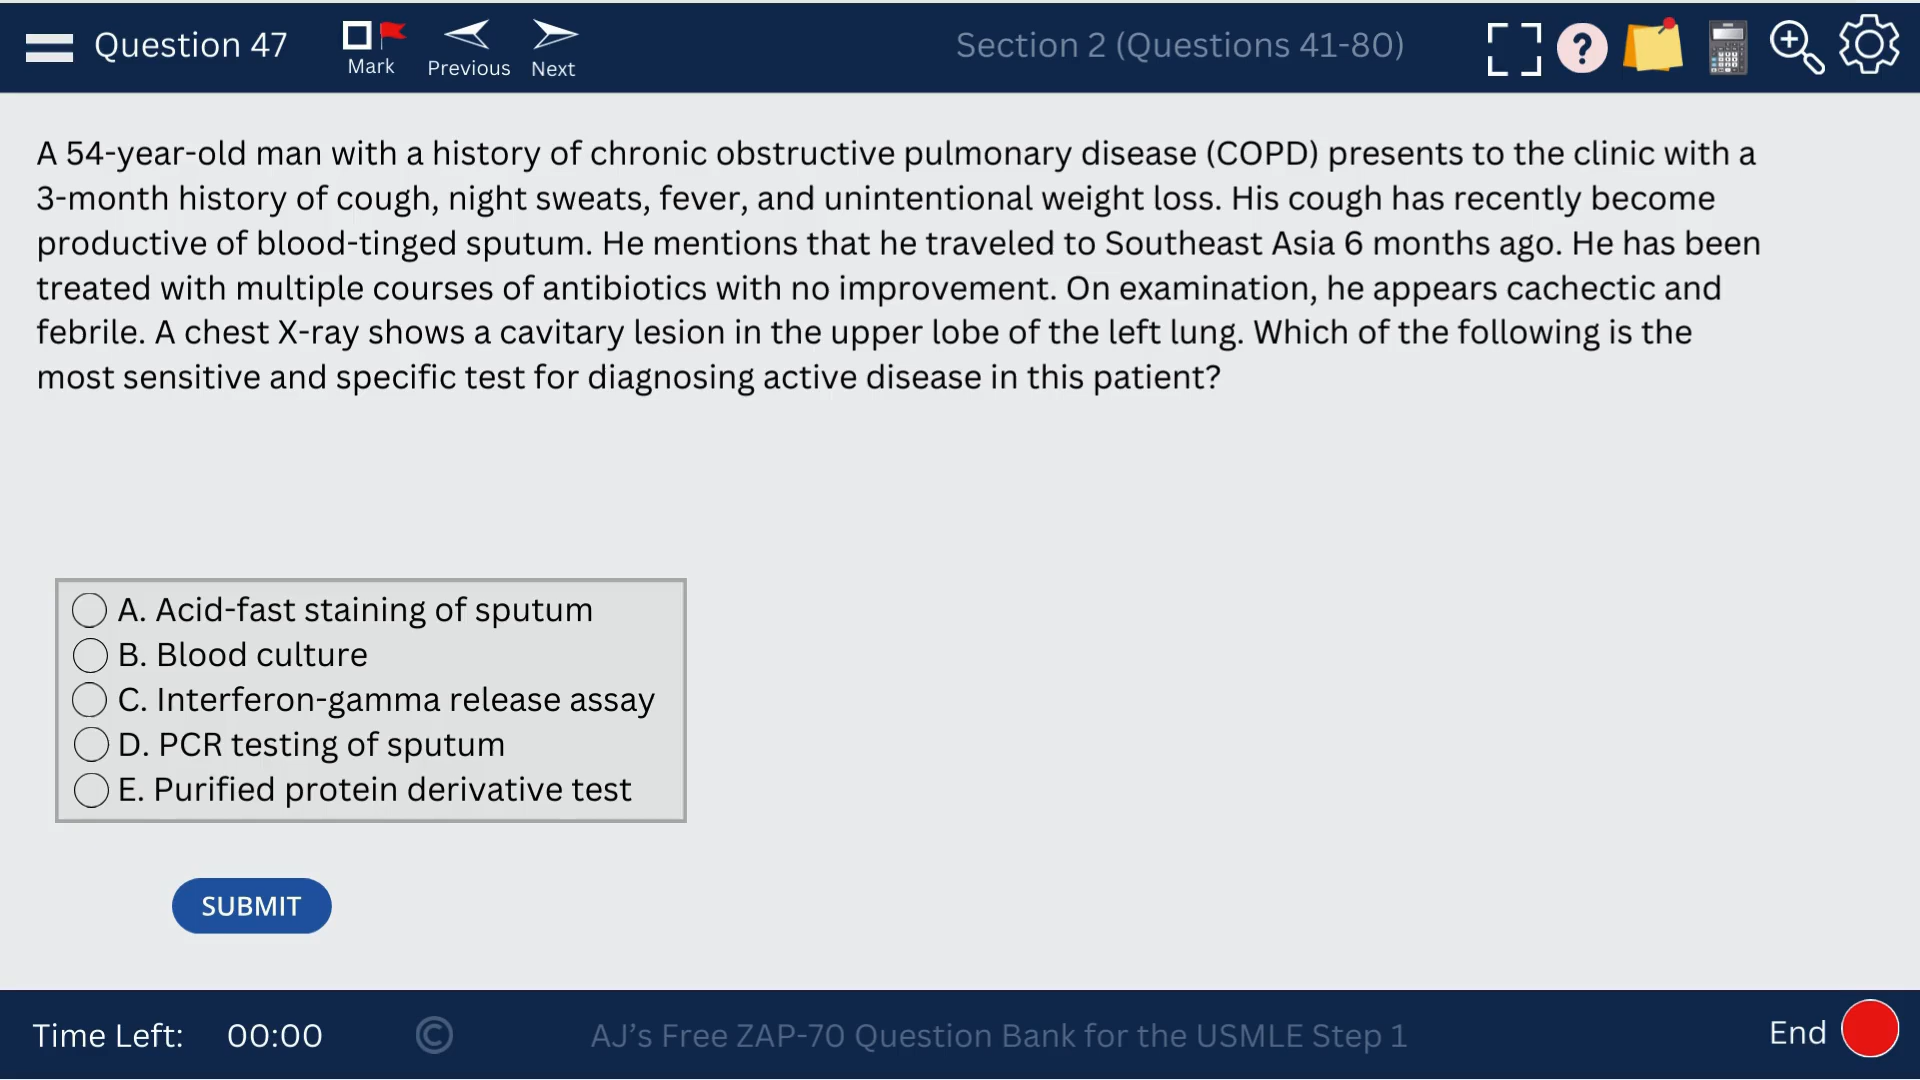 Question 47
Mark
Previous
Next
Section 2 (Questions 41-80)
?
A 54-year-old man with a history of chronic obstructive pulmonary disease (COPD) presents to the clinic with a
3-month history of cough, night sweats, fever, and unintentional weight loss. His cough has recently become
productive of blood-tinged sputum. He mentions that he traveled to Southeast Asia 6 months ago. He has been
treated with multiple courses of antibiotics with no improvement. On examination, he appears cachectic and
febrile. A chest X-ray shows a cavitary lesion in the upper lobe of the left lung. Which of the following is the
most sensitive and specific test for diagnosing active disease in this patient?
A. Acid-fast staining of sputum
B. Blood culture
C. Interferon-gamma release assay
D. PCR testing of sputum
E. Purified protein derivative test
SUBMIT
Time Left: 00:00
©
AJ’s Free ZAP-70 Question Bank for the USMLE Step 1
End